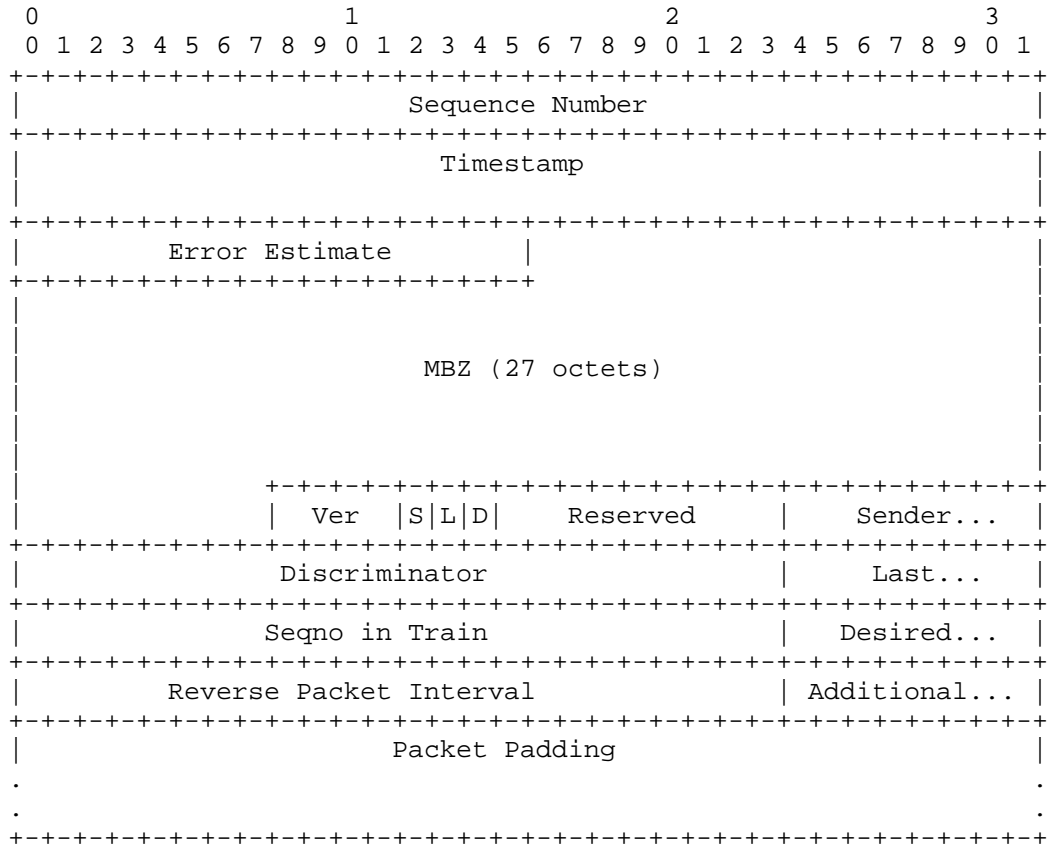 0                   1                   2                   3
0 1 2 3 4 5 6 7 8 9 0 1 2 3 4 5 6 7 8 9 0 1 2 3 4 5 6 7 8 9 0 1
+-+-+-+-+-+-+-+-+-+-+-+-+-+-+-+-+-+-+-+-+-+-+-+-+-+-+-+-+-+-+-+-+
| Sequence Number |
+-+-+-+-+-+-+-+-+-+-+-+-+-+-+-+-+-+-+-+-+-+-+-+-+-+-+-+-+-+-+-+-+
| Timestamp |
| |
+-+-+-+-+-+-+-+-+-+-+-+-+-+-+-+-+-+-+-+-+-+-+-+-+-+-+-+-+-+-+-+-+
| Error Estimate | |
+-+-+-+-+-+-+-+-+-+-+-+-+-+-+-+-+ |
| |
| |
| MBZ (27 octets) |
| |
| |
| |
| +-+-+-+-+-+-+-+-+-+-+-+-+-+-+-+-+-+-+-+-+-+-+-+-+
| | Ver |S|L|D| Reserved | Sender... |
+-+-+-+-+-+-+-+-+-+-+-+-+-+-+-+-+-+-+-+-+-+-+-+-+-+-+-+-+-+-+-+-+
| Discriminator | Last... |
+-+-+-+-+-+-+-+-+-+-+-+-+-+-+-+-+-+-+-+-+-+-+-+-+-+-+-+-+-+-+-+-+
| Seqno in Train | Desired... |
+-+-+-+-+-+-+-+-+-+-+-+-+-+-+-+-+-+-+-+-+-+-+-+-+-+-+-+-+-+-+-+-+
| Reverse Packet Interval | Additional... |
+-+-+-+-+-+-+-+-+-+-+-+-+-+-+-+-+-+-+-+-+-+-+-+-+-+-+-+-+-+-+-+-+
| Packet Padding |
. .
. .
+-+-+-+-+-+-+-+-+-+-+-+-+-+-+-+-+-+-+-+-+-+-+-+-+-+-+-+-+-+-+-+-+